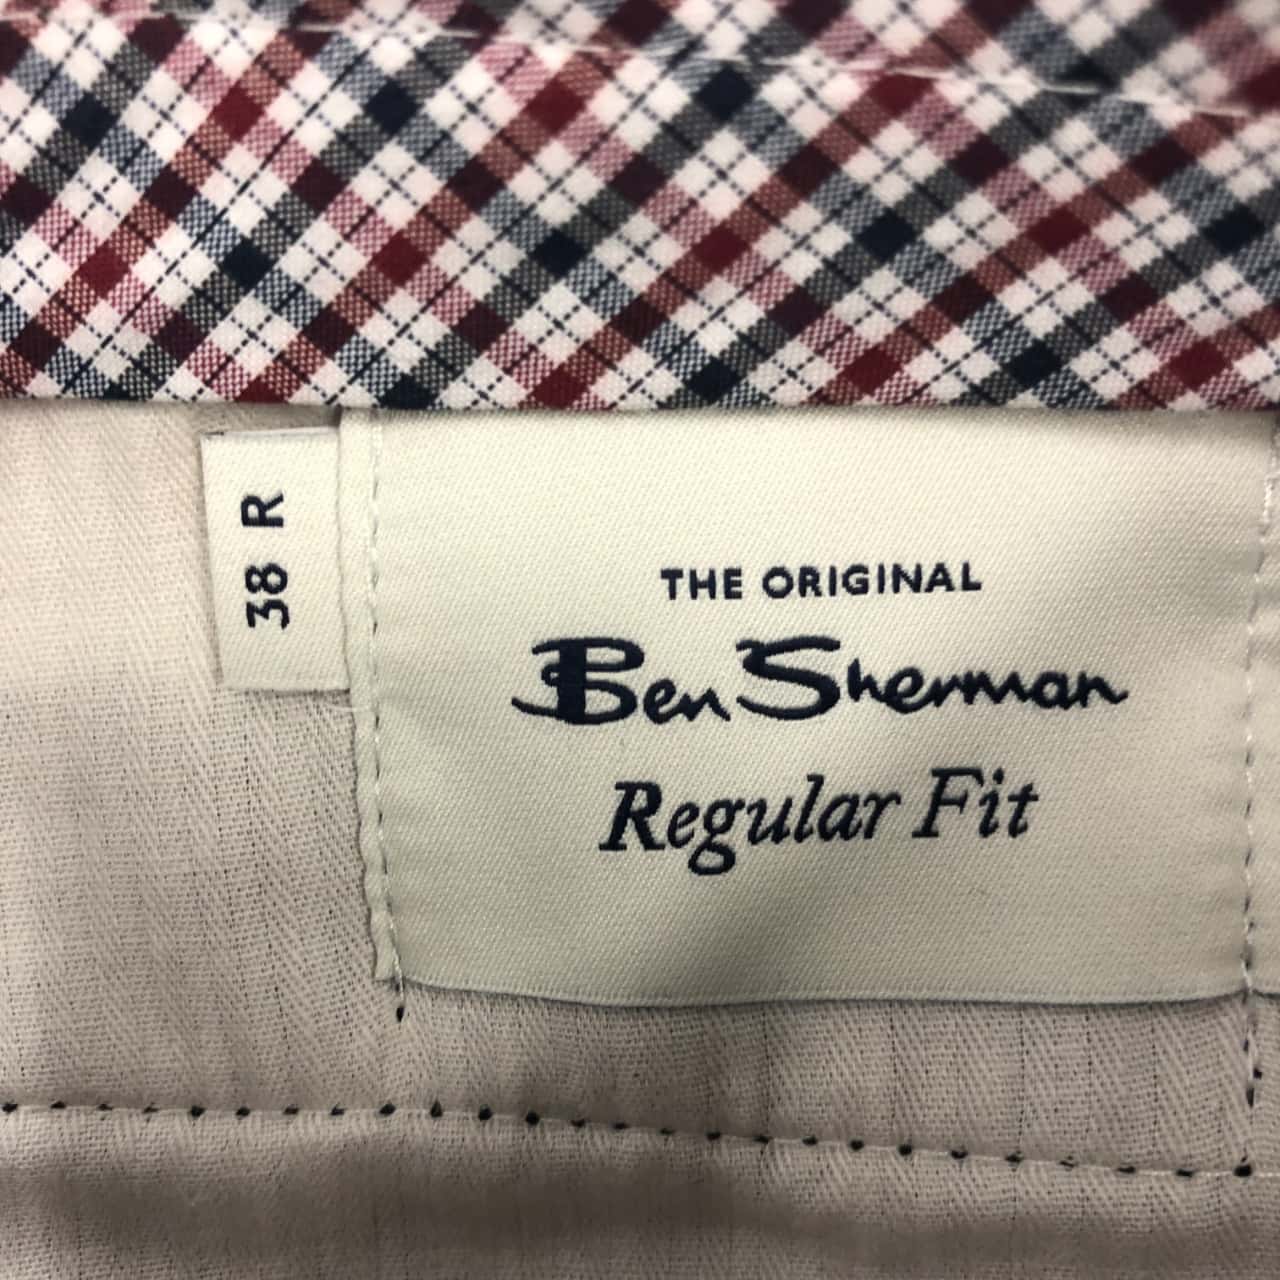 38 R
THE ORIGINAL
Ben Sherman
Regular Fit